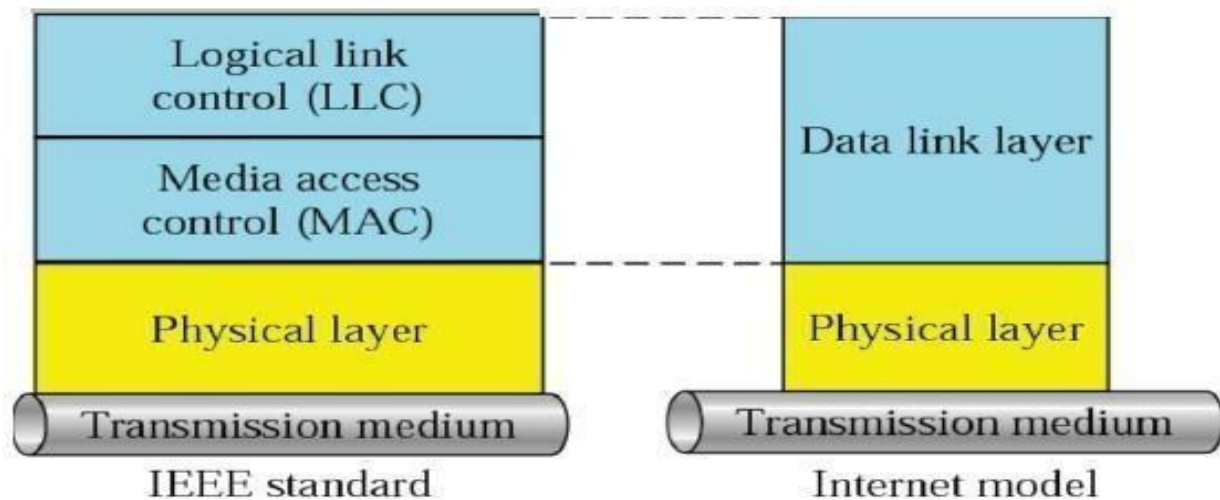 Logical link
control (LLC)
Media access
control (MAC)
Physical layer
Transmission medium
IEEE standard
Data link layer
Physical layer
Transmission medium
Internet model